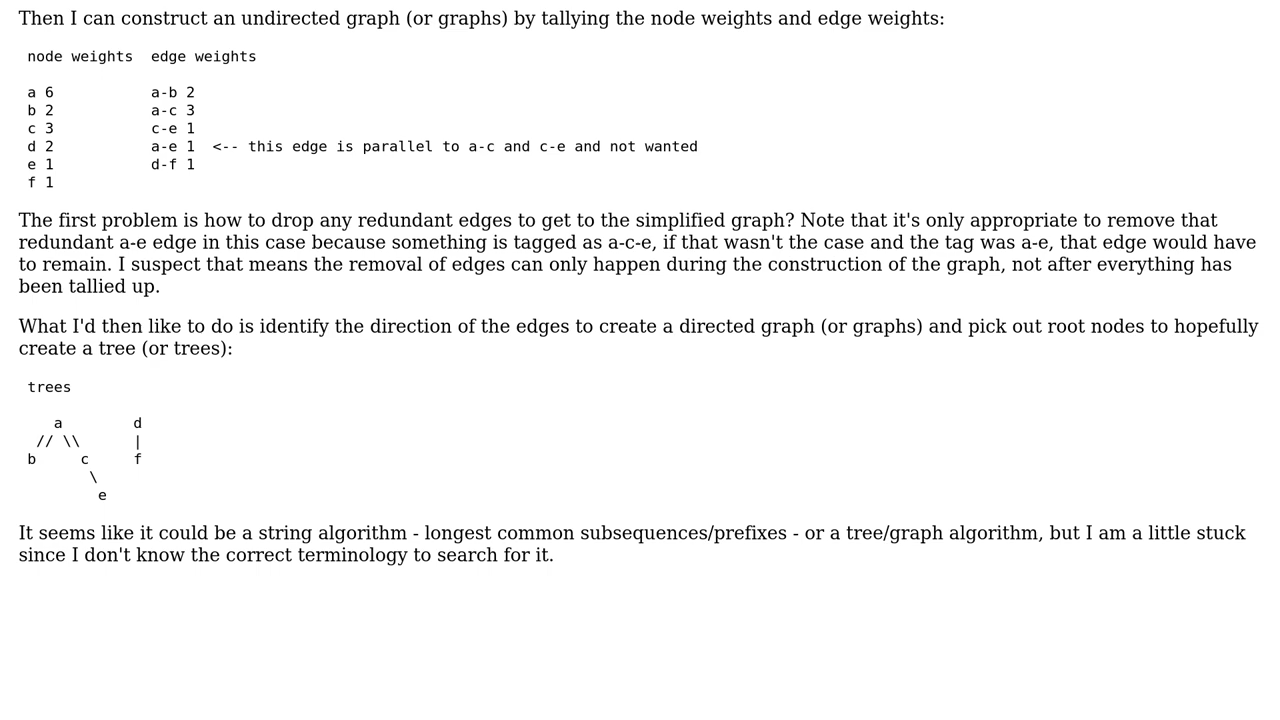 Then I can construct an undirected graph (or graphs) by tallying the node weights and edge weights:
node weights  edge weights
a 6           a-b 2
b 2           a-c 3
c 3           c-e 1
d 2           a-e 1  <-- this edge is parallel to a-c and c-e and not wanted
e 1           d-f 1
f 1
The first problem is how to drop any redundant edges to get to the simplified graph? Note that it's only appropriate to remove that
redundant a-e edge in this case because something is tagged as a-c-e, if that wasn't the case and the tag was a-e, that edge would have
to remain. I suspect that means the removal of edges can only happen during the construction of the graph, not after everything has
been tallied up.
What I'd then like to do is identify the direction of the edges to create a directed graph (or graphs) and pick out root nodes to hopefully
create a tree (or trees):
trees
   a        d
 // \\      |
b     c     f
       \
        e
It seems like it could be a string algorithm - longest common subsequences/prefixes - or a tree/graph algorithm, but I am a little stuck
since I don't know the correct terminology to search for it.